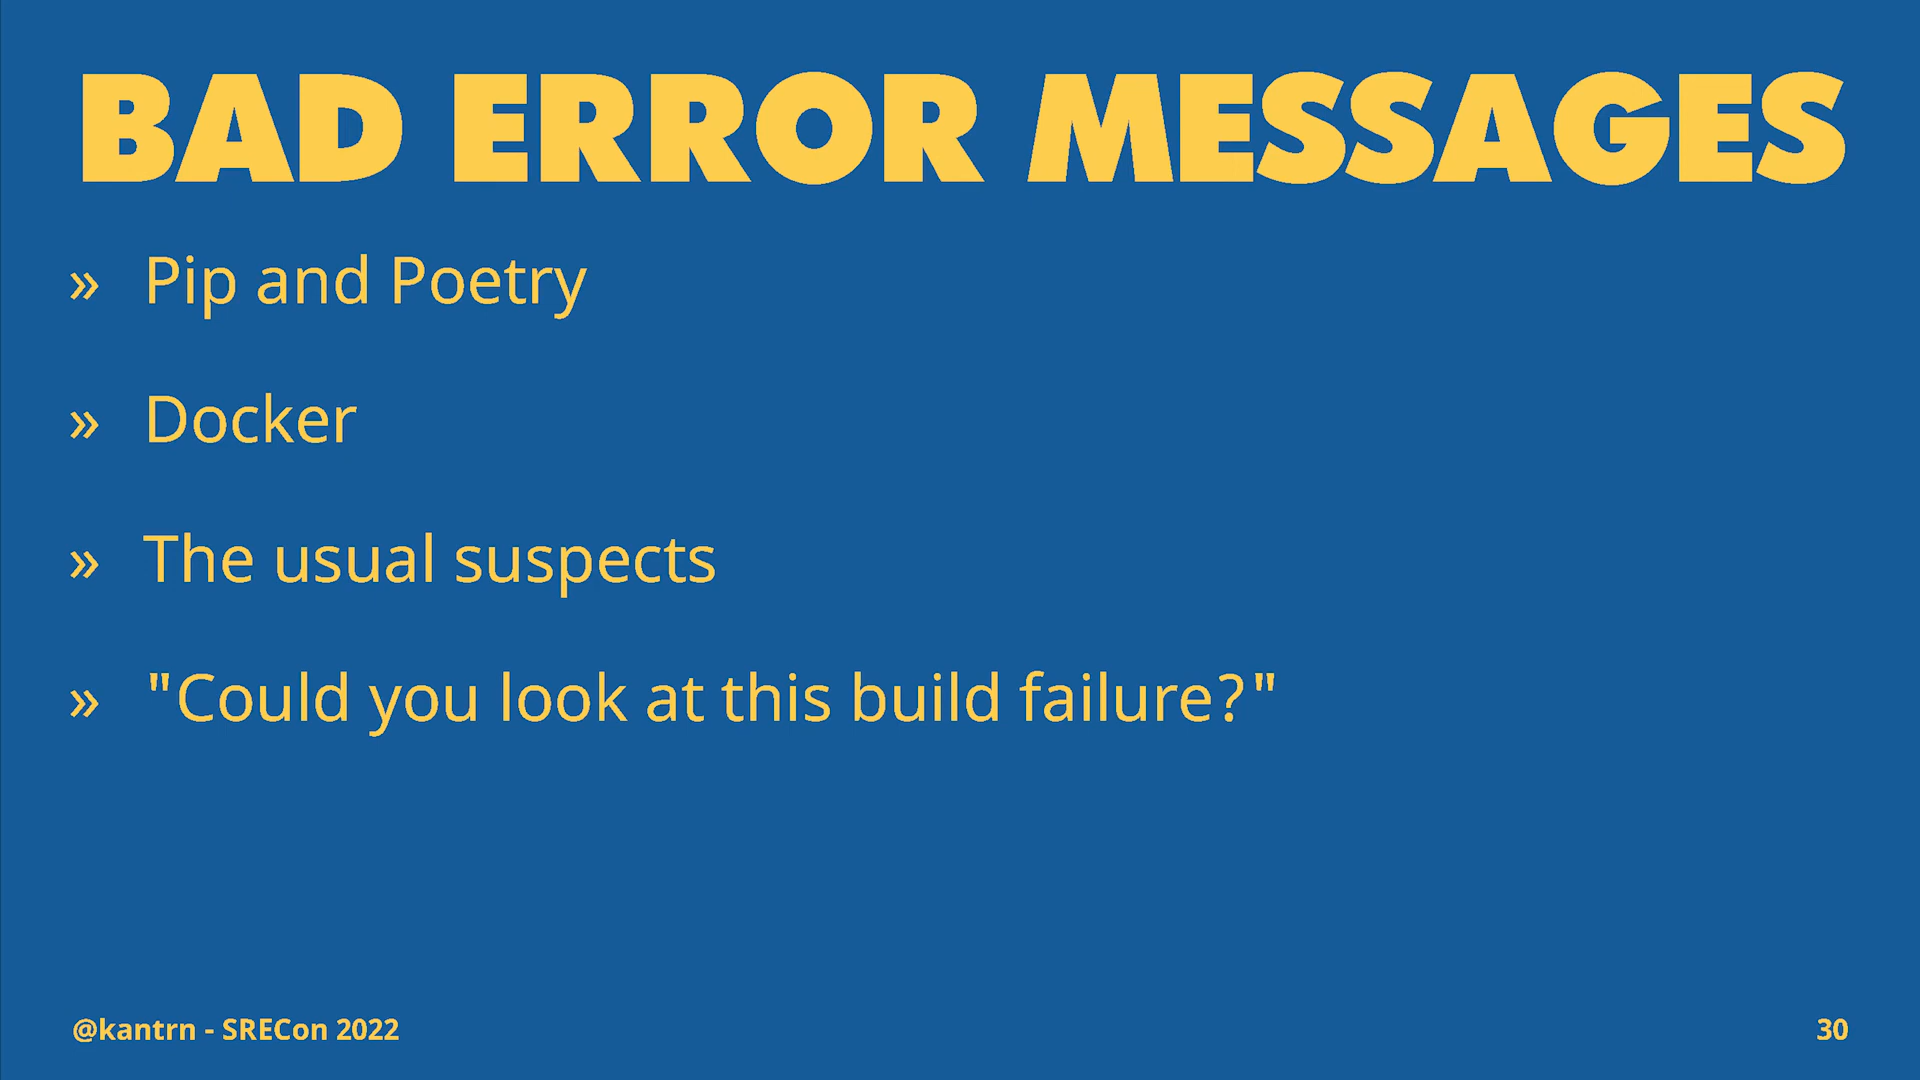 BAD ERROR MESSAGES
» Pip and Poetry
» Docker
» The usual suspects
» "Could you look at this build failure?"
@kantrn - SRECon 2022
30